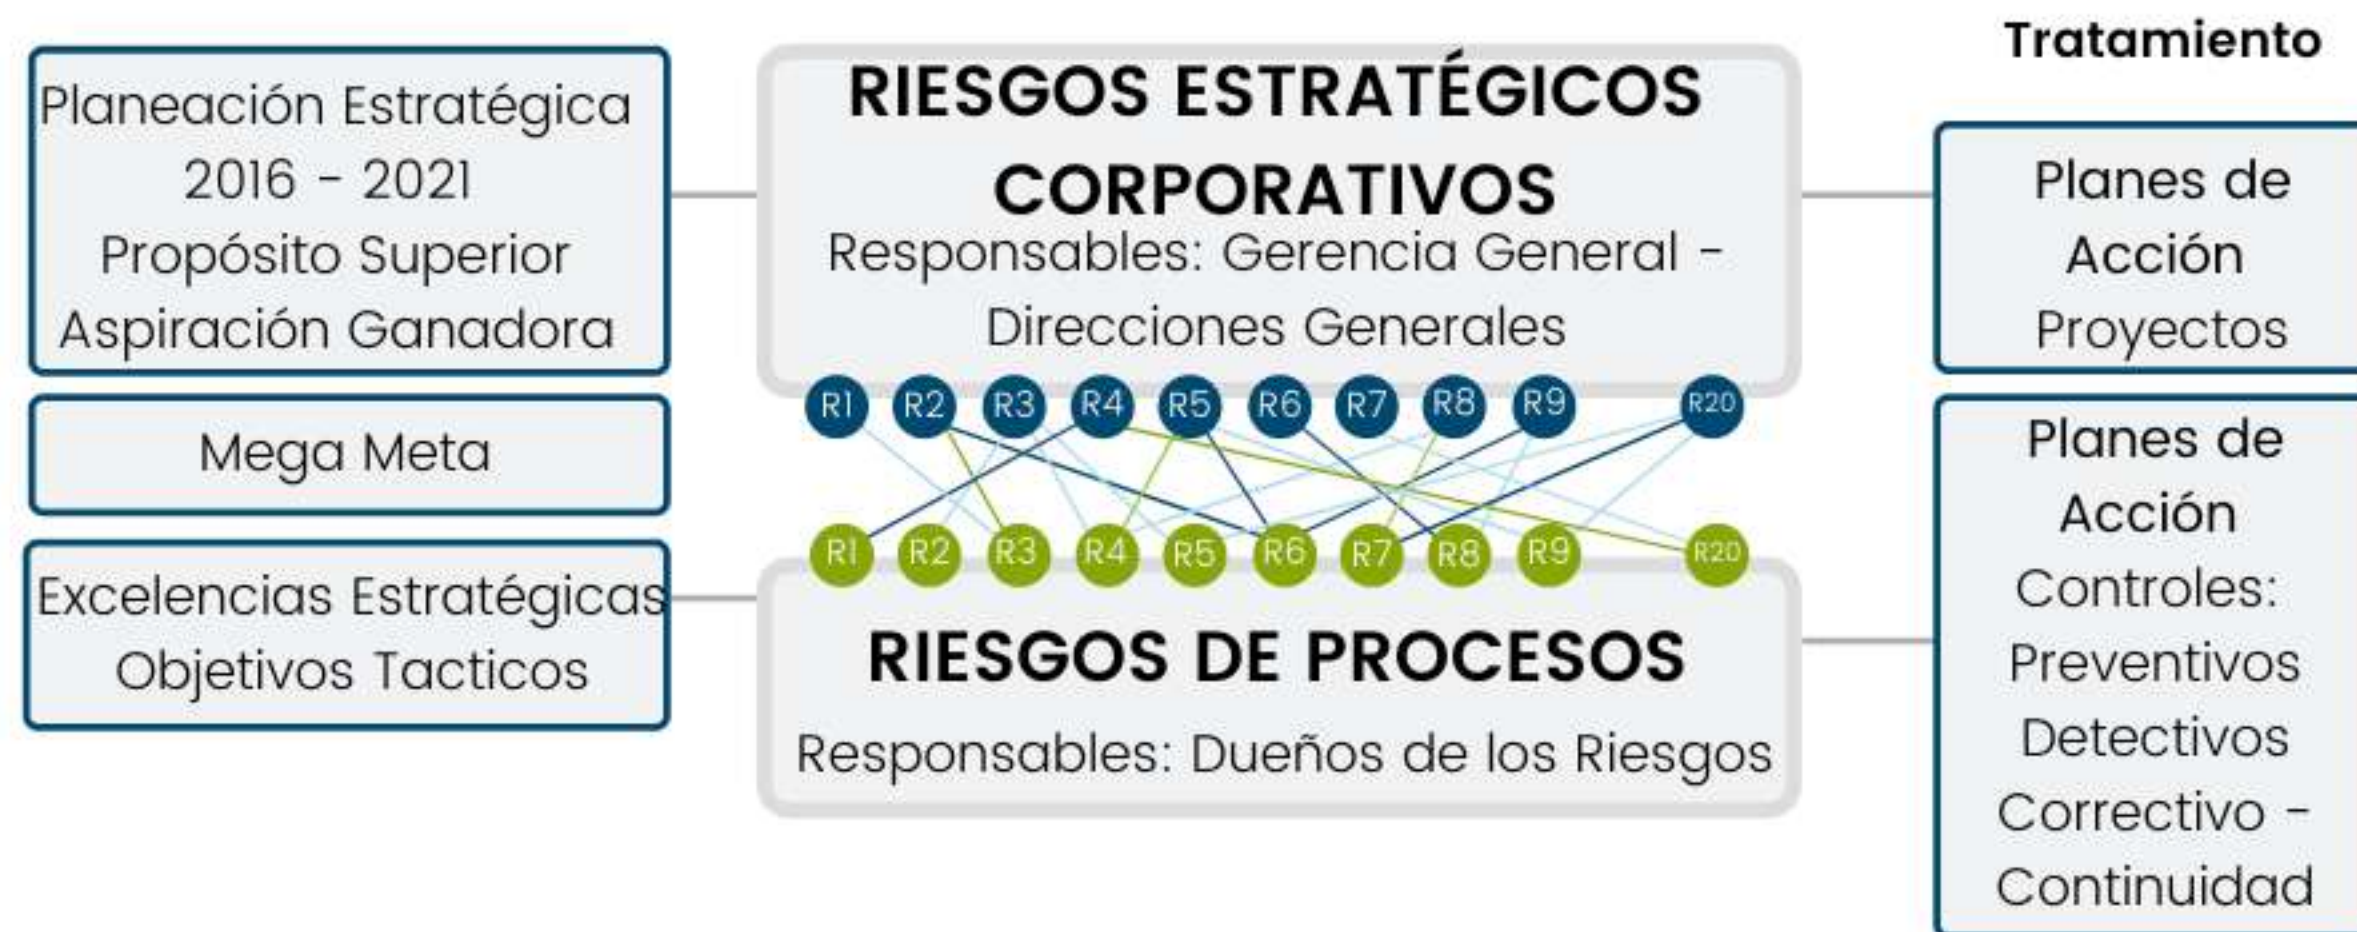 Planeación Estratégica
2016 - 2021
Propósito Superior
Aspiración Ganadora
Mega Meta
Excelencias Estratégicas
Objetivos Tacticos
RIESGOS ESTRATÉGICOS
CORPORATIVOS
Responsables: Gerencia General -
Direcciones Generales
R1 R2 R3 R4 R5 R6 R7 R8 R9 R20
R1 R2 R3 R4 R5 R6 R7 R8 R9 R20
RIESGOS DE PROCESOS
Responsables: Dueños de los Riesgos
Tratamiento
Planes de
Acción
Proyectos
Planes de
Acción
Controles:
Preventivos
Detectivos
Correctivo -
Continuidad